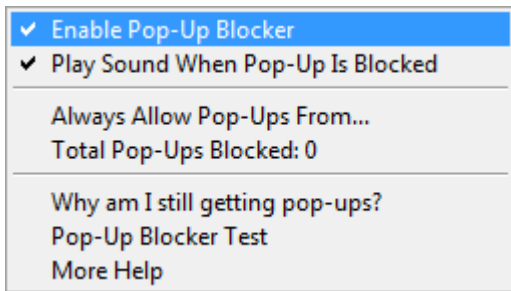 Enable Pop-Up Blocker
Play Sound When Pop-Up Is Blocked
Always Allow Pop-Ups From...
Total Pop-Ups Blocked: 0
Why am I still getting pop-ups?
Pop-Up Blocker Test
More Help